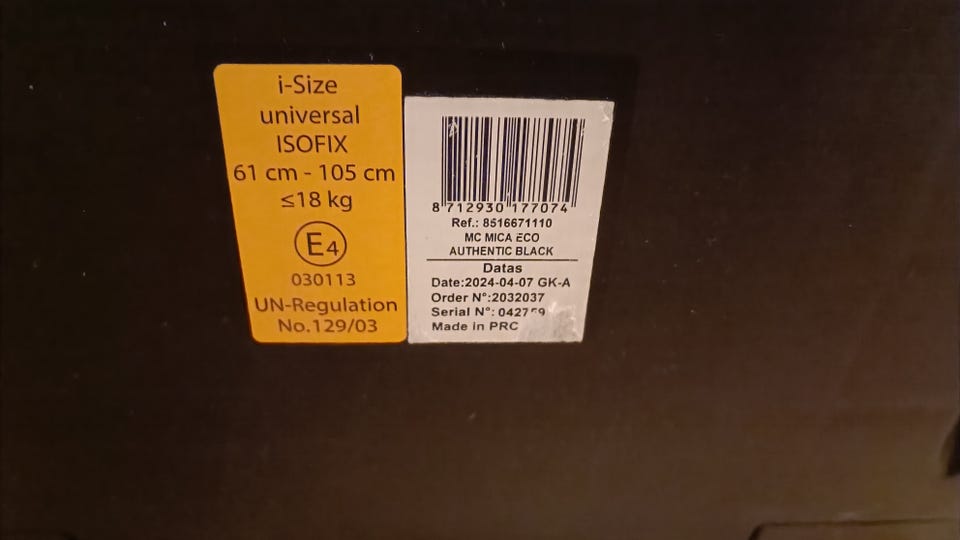 i-Size
universal
ISOFIX
61 cm - 105 cm
≤18 kg
E4
030113
UN-Regulation
No.129/03
8 712930 177074
Ref.: 8516671110
MC MICA ECO
AUTHENTIC BLACK
Datas
Date:2024-04-07 GK-A
Order N°:2032037
Serial N°:
Made in PRC